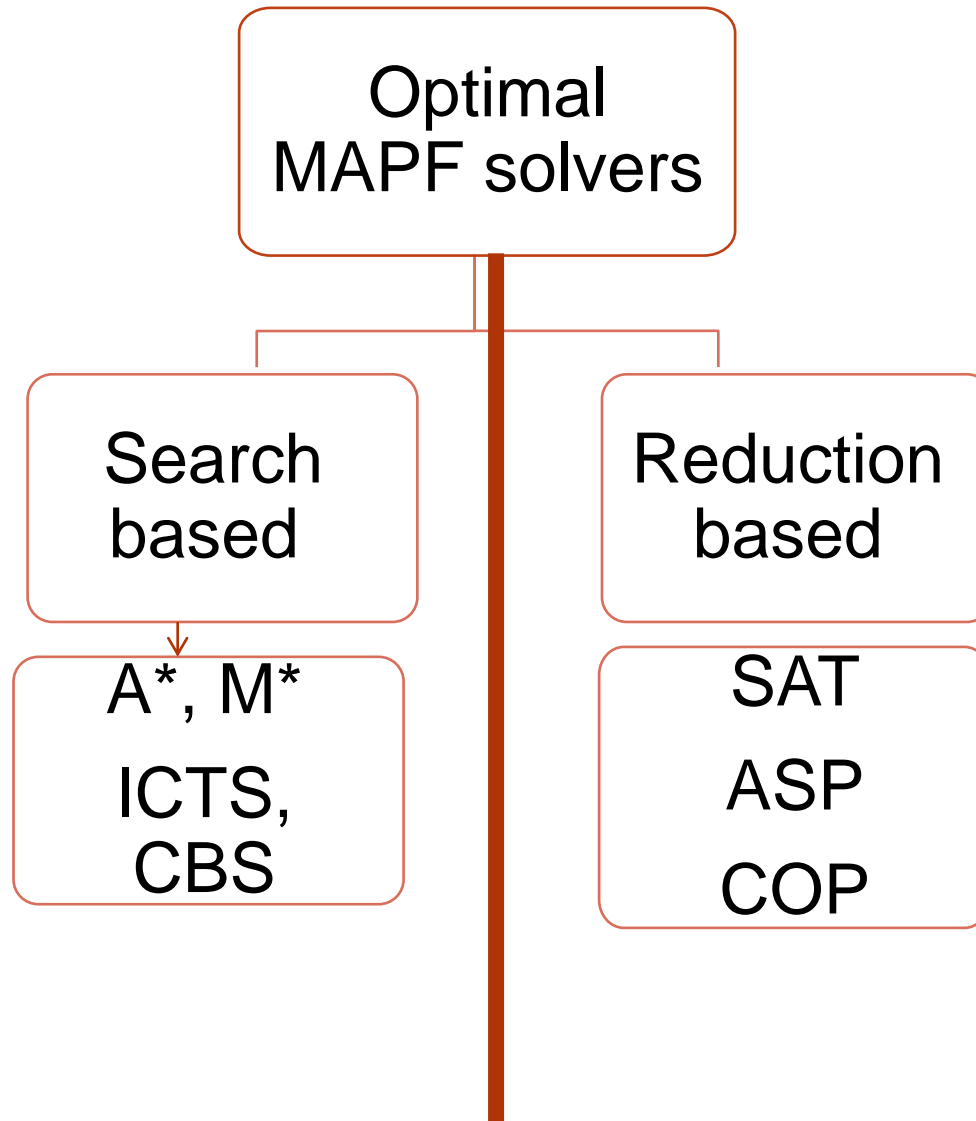 Optimal
MAPF solvers
Search
based
Reduction
based
A*, M*
ICTS,
CBS
SAT
ASP
COP